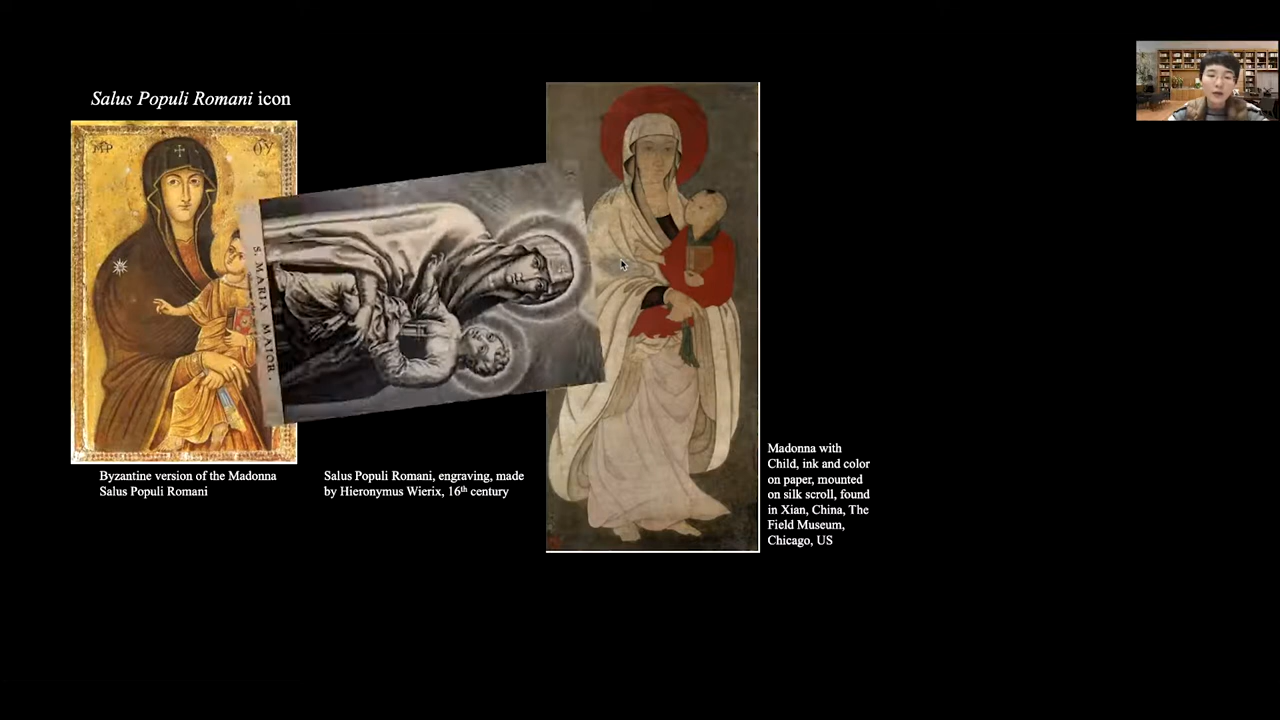 Salus Populi Romani icon
MP
ΘΥ
S. MARIA MAIOR.
Byzantine version of the Madonna
Salus Populi Romani
Salus Populi Romani, engraving, made
by Hieronymus Wierix, 16th century
Madonna with
Child, ink and color
on paper, mounted
on silk scroll, found
in Xian, China, The
Field Museum,
Chicago, US